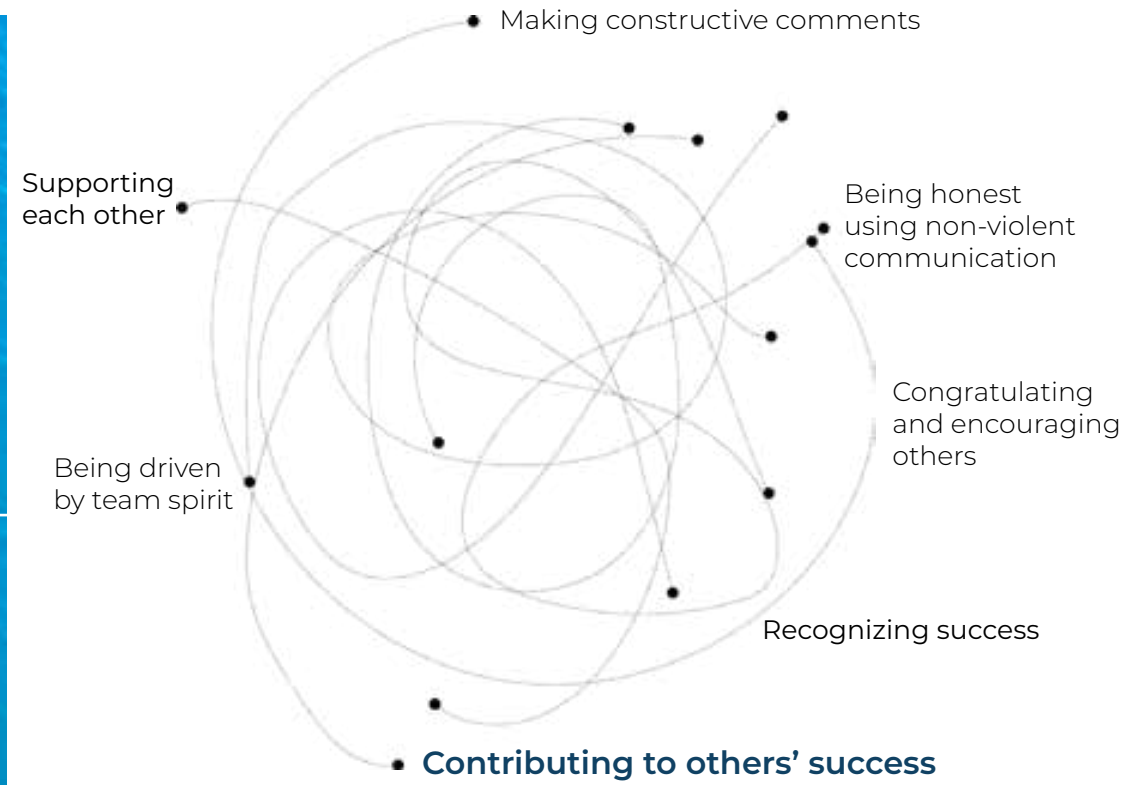 Making constructive comments
Supporting
each other
Being honest
using non-violent
communication
Congratulating
and encouraging
others
Being driven
by team spirit
Recognizing success
Contributing to others’ success